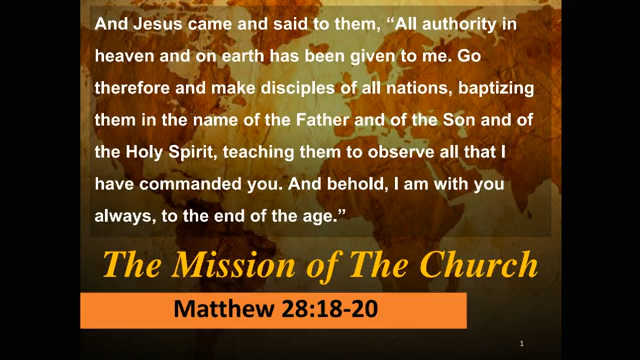 And Jesus came and said to them, “All authority in
heaven and on earth has been given to me. Go
therefore and make disciples of all nations, baptizing
them in the name of the Father and of the Son and of
the Holy Spirit, teaching them to observe all that I
have commanded you. And behold, I am with you
always, to the end of the age.”
The Mission of The Church
Matthew 28:18-20
1